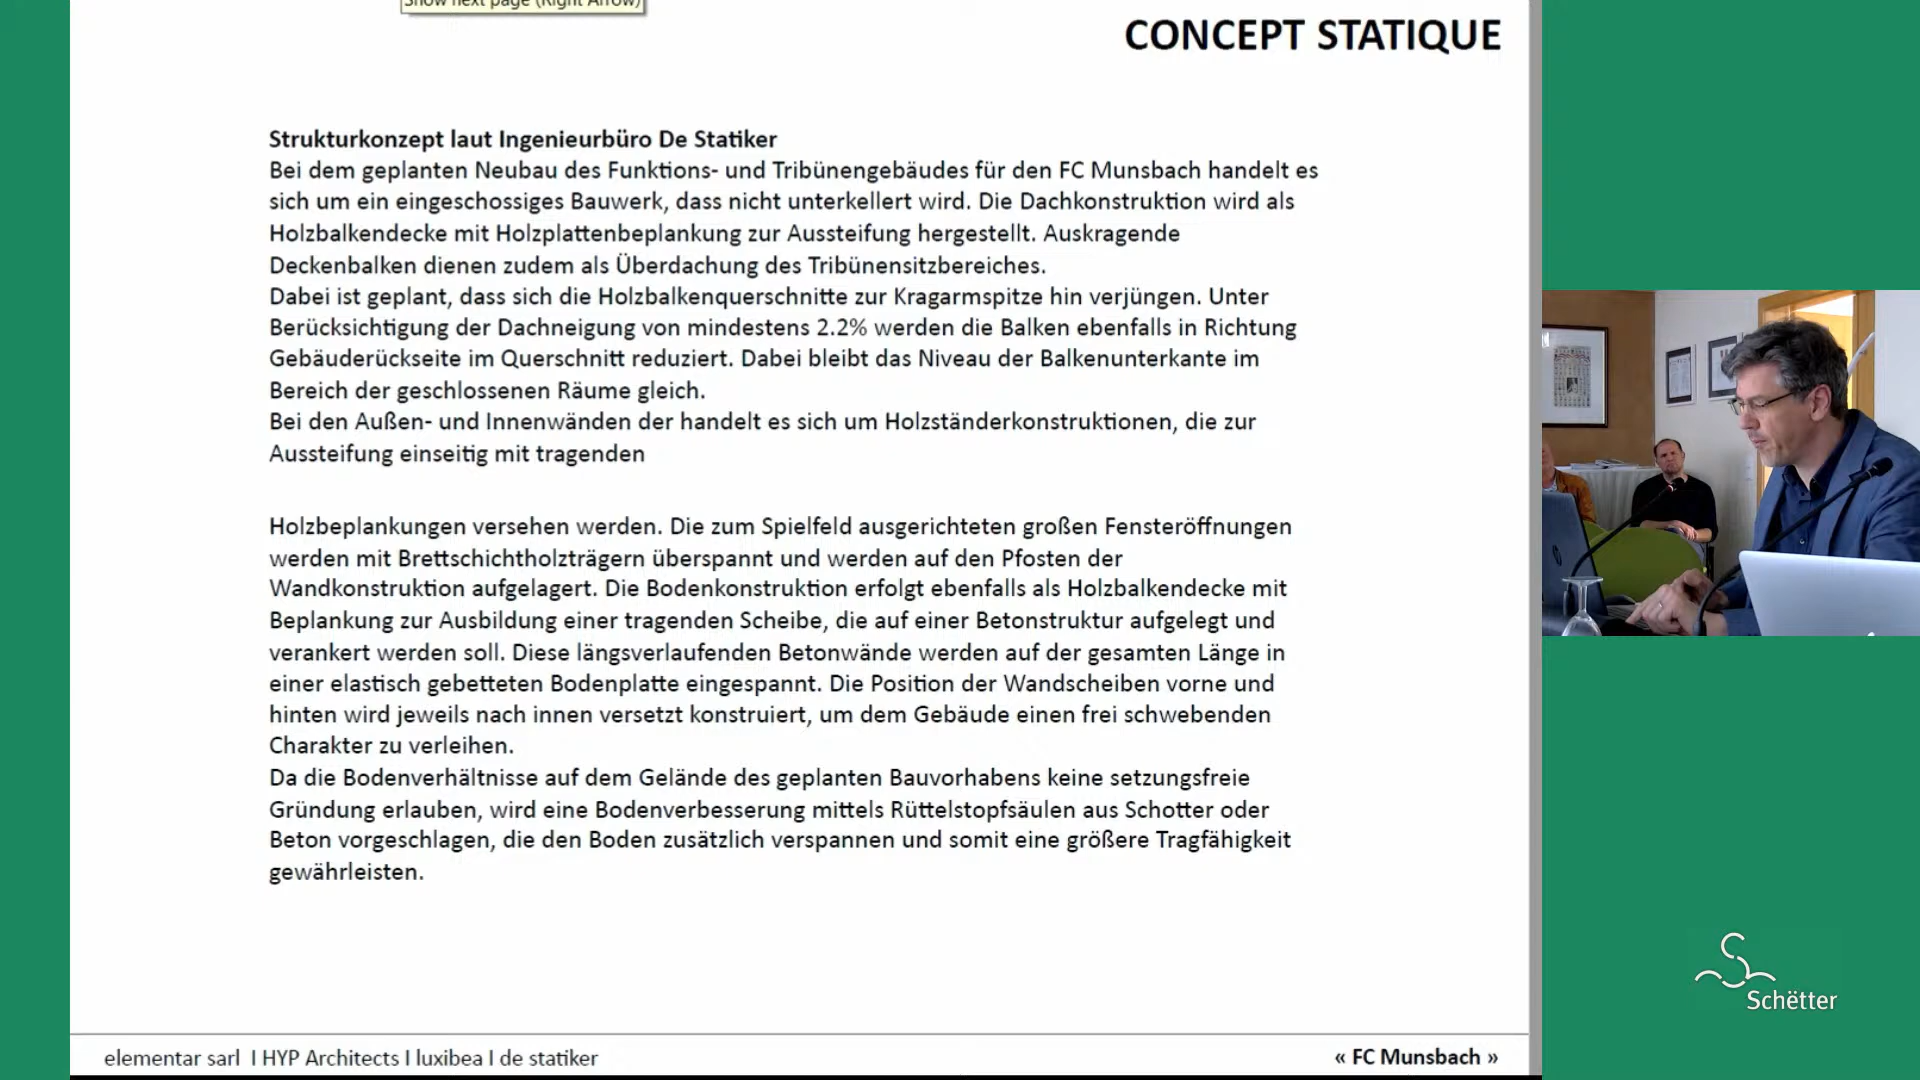 Show next page (Right Arrow)
CONCEPT STATIQUE
Strukturkonzept laut Ingenieurbüro De Statiker
Bei dem geplanten Neubau des Funktions- und Tribünengebäudes für den FC Munsbach handelt es
sich um ein eingeschossiges Bauwerk, dass nicht unterkellert wird. Die Dachkonstruktion wird als
Holzbalkendecke mit Holzplattenbeplankung zur Aussteifung hergestellt. Auskragende
Deckenbalken dienen zudem als Überdachung des Tribünensitzbereiches.
Dabei ist geplant, dass sich die Holzbalkenquerschnitte zur Kragarmspitze hin verjüngen. Unter
Berücksichtigung der Dachneigung von mindestens 2.2% werden die Balken ebenfalls in Richtung
Gebäuderückseite im Querschnitt reduziert. Dabei bleibt das Niveau der Balkenunterkante im
Bereich der geschlossenen Räume gleich.
Bei den Außen- und Innenwänden der handelt es sich um Holzständerkonstruktionen, die zur
Aussteifung einseitig mit tragenden
Holzbeplankungen versehen werden. Die zum Spielfeld ausgerichteten großen Fensteröffnungen
werden mit Brettschichtholzträgern überspannt und werden auf den Pfosten der
Wandkonstruktion aufgelagert. Die Bodenkonstruktion erfolgt ebenfalls als Holzbalkendecke mit
Beplankung zur Ausbildung einer tragenden Scheibe, die auf einer Betonstruktur aufgelegt und
verankert werden soll. Diese längsverlaufenden Betonwände werden auf der gesamten Länge in
einer elastisch gebetteten Bodenplatte eingespannt. Die Position der Wandscheiben vorne und
hinten wird jeweils nach innen versetzt konstruiert, um dem Gebäude einen frei schwebenden
Charakter zu verleihen.
Da die Bodenverhältnisse auf dem Gelände des geplanten Bauvorhabens keine setzungsfreie
Gründung erlauben, wird eine Bodenverbesserung mittels Rüttelstopfsäulen aus Schotter oder
Beton vorgeschlagen, die den Boden zusätzlich verspannen und somit eine größere Tragfähigkeit
gewährleisten.
Schëtter
elementar sarl I HYP Architects I luxibea I de statiker
« FC Munsbach »